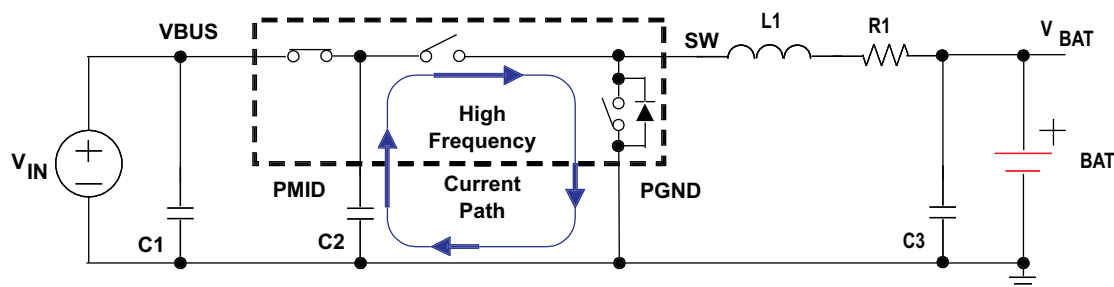 VBUS
SW
L1
R1
V BAT
High
Frequency
Current
Path
V IN
+
−
PMID
PGND
+
BAT
C1
C2
C3